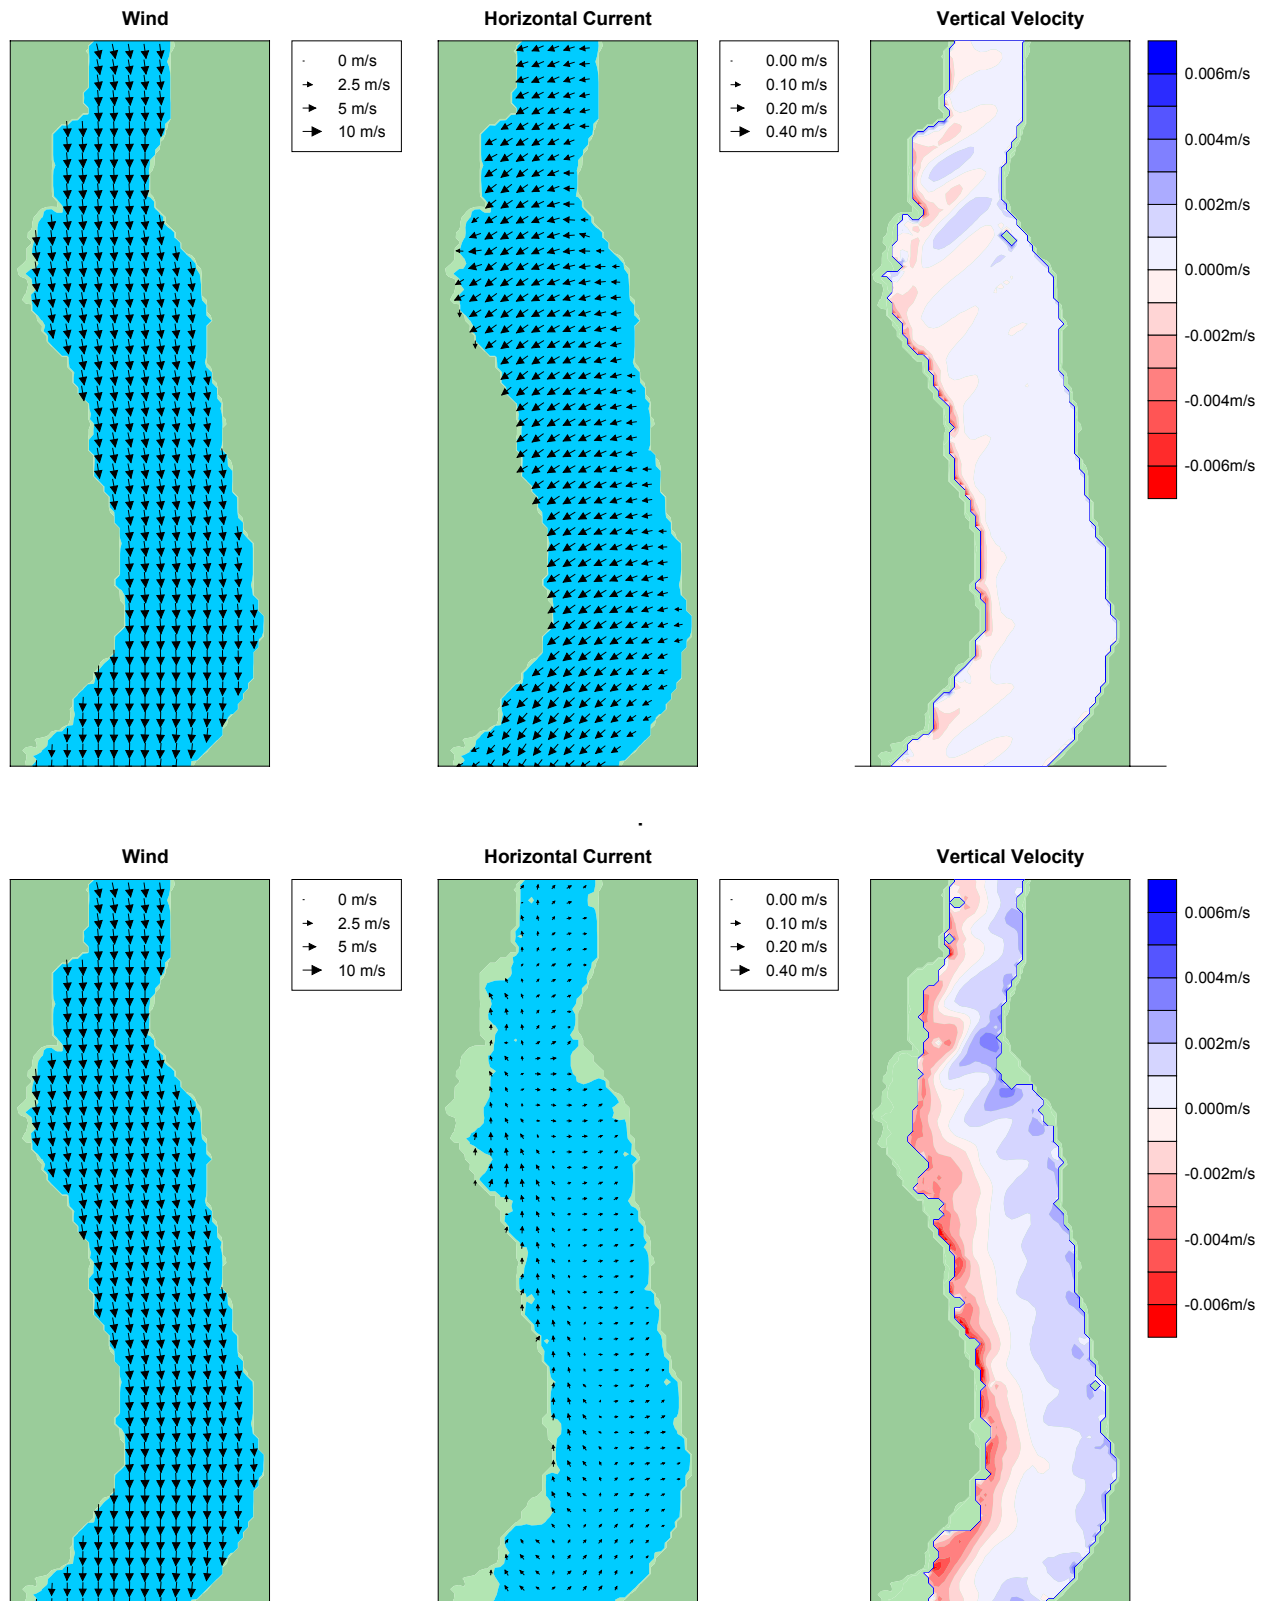 Wind
Horizontal Current
Vertical Velocity
0 m/s
2.5 m/s
5 m/s
10 m/s
0.00 m/s
0.10 m/s
0.20 m/s
0.40 m/s
0.006m/s
0.004m/s
0.002m/s
0.000m/s
-0.002m/s
-0.004m/s
-0.006m/s
Wind
Horizontal Current
Vertical Velocity
0 m/s
2.5 m/s
5 m/s
10 m/s
0.00 m/s
0.10 m/s
0.20 m/s
0.40 m/s
0.006m/s
0.004m/s
0.002m/s
0.000m/s
-0.002m/s
-0.004m/s
-0.006m/s